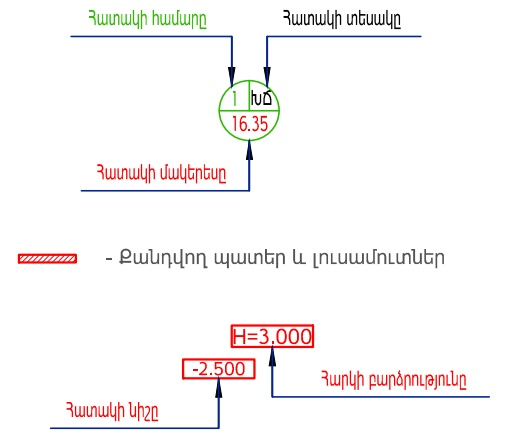 Հատակի համարը
Հատակի տեսակը
1 ԽՃ
16.35
Հատակի մակերեսը
- Քանդվող պատեր և լուսամուտներ
H=3.000
-2.500
Հարկի բարձրությունը
Հատակի նիշը